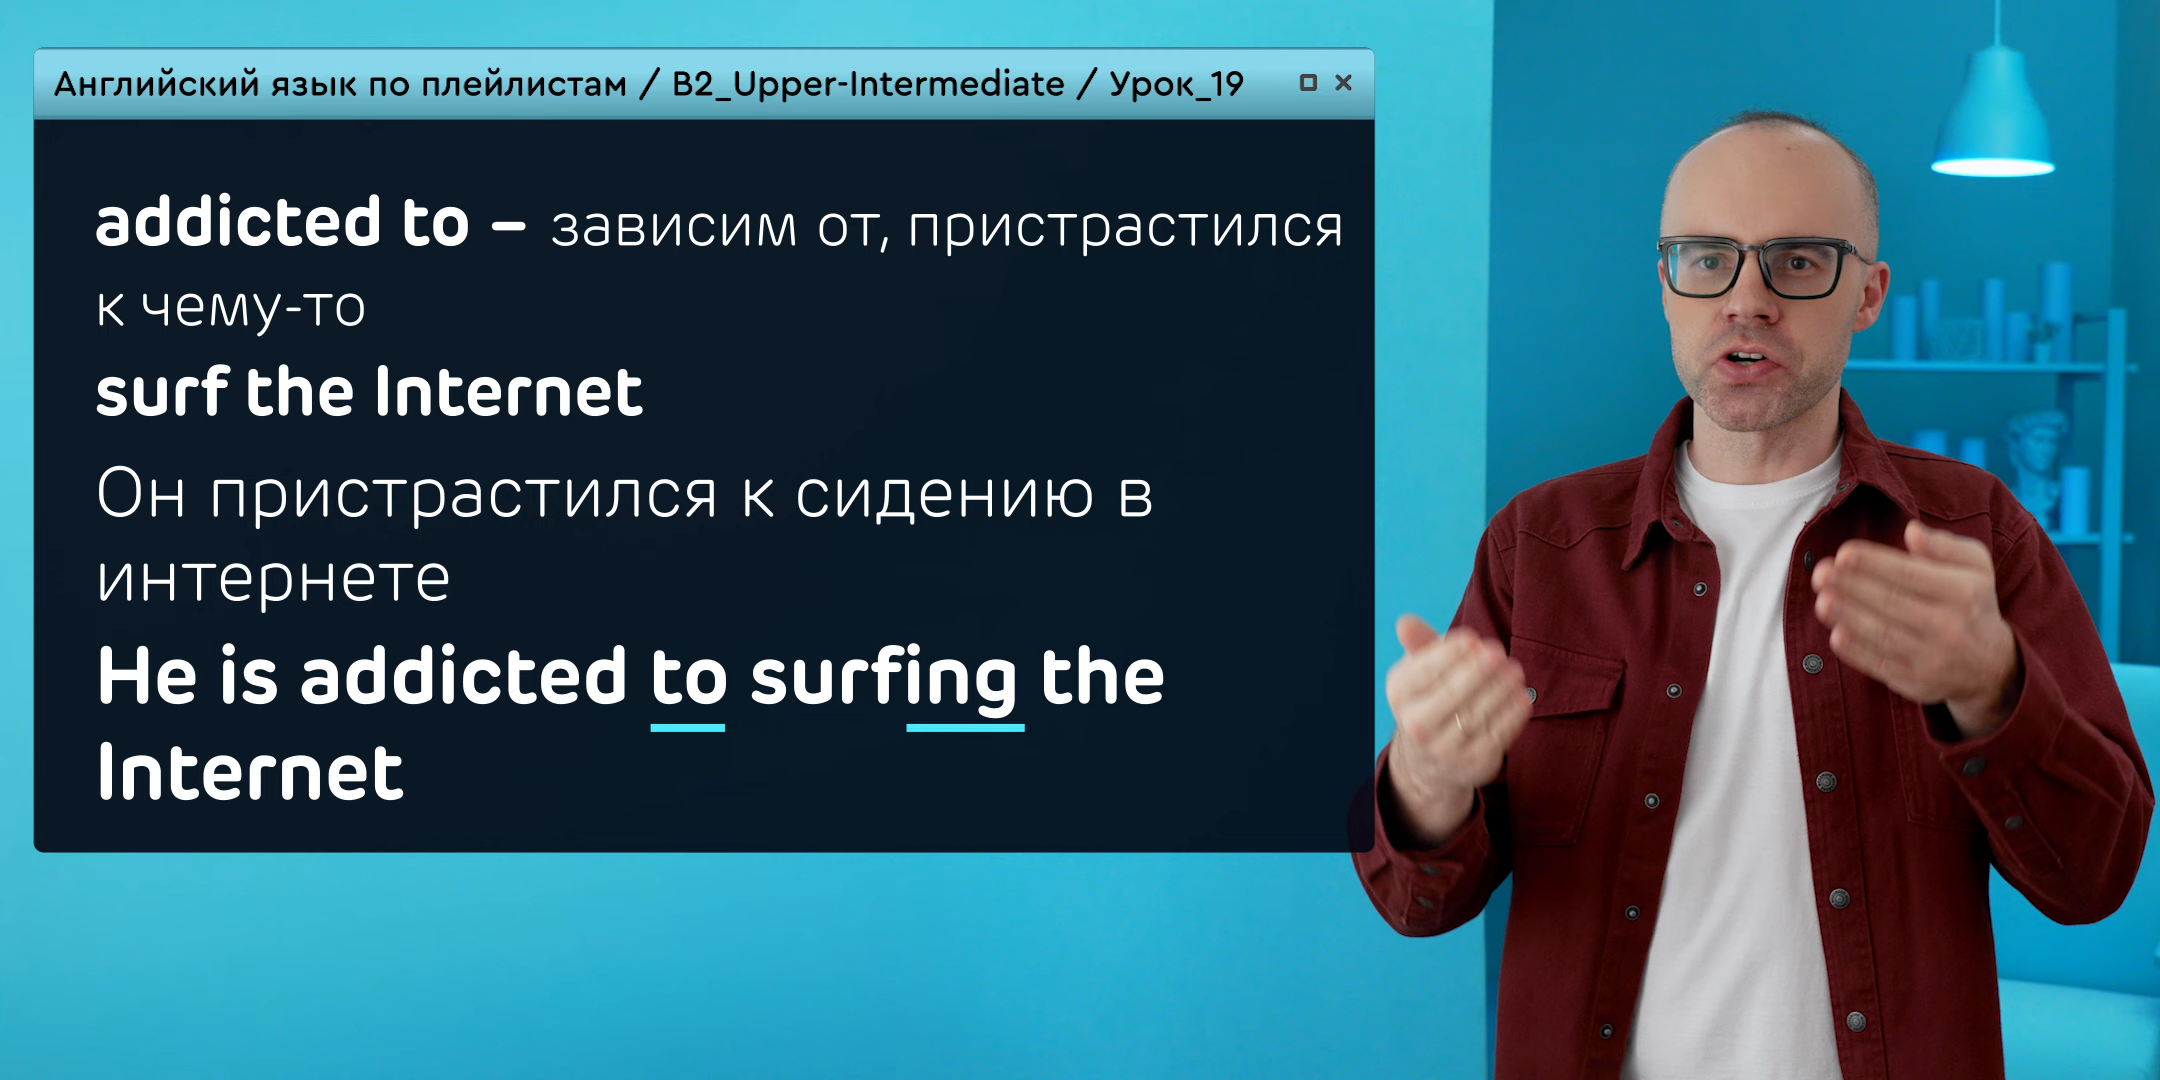 Английский язык по плейлистам / B2_Upper-Intermediate / Урок_19
addicted to – зависим от, пристрастился
к чему-то
surf the Internet
Он пристрастился к сидению в
интернете
He is addicted to surfing the
Internet